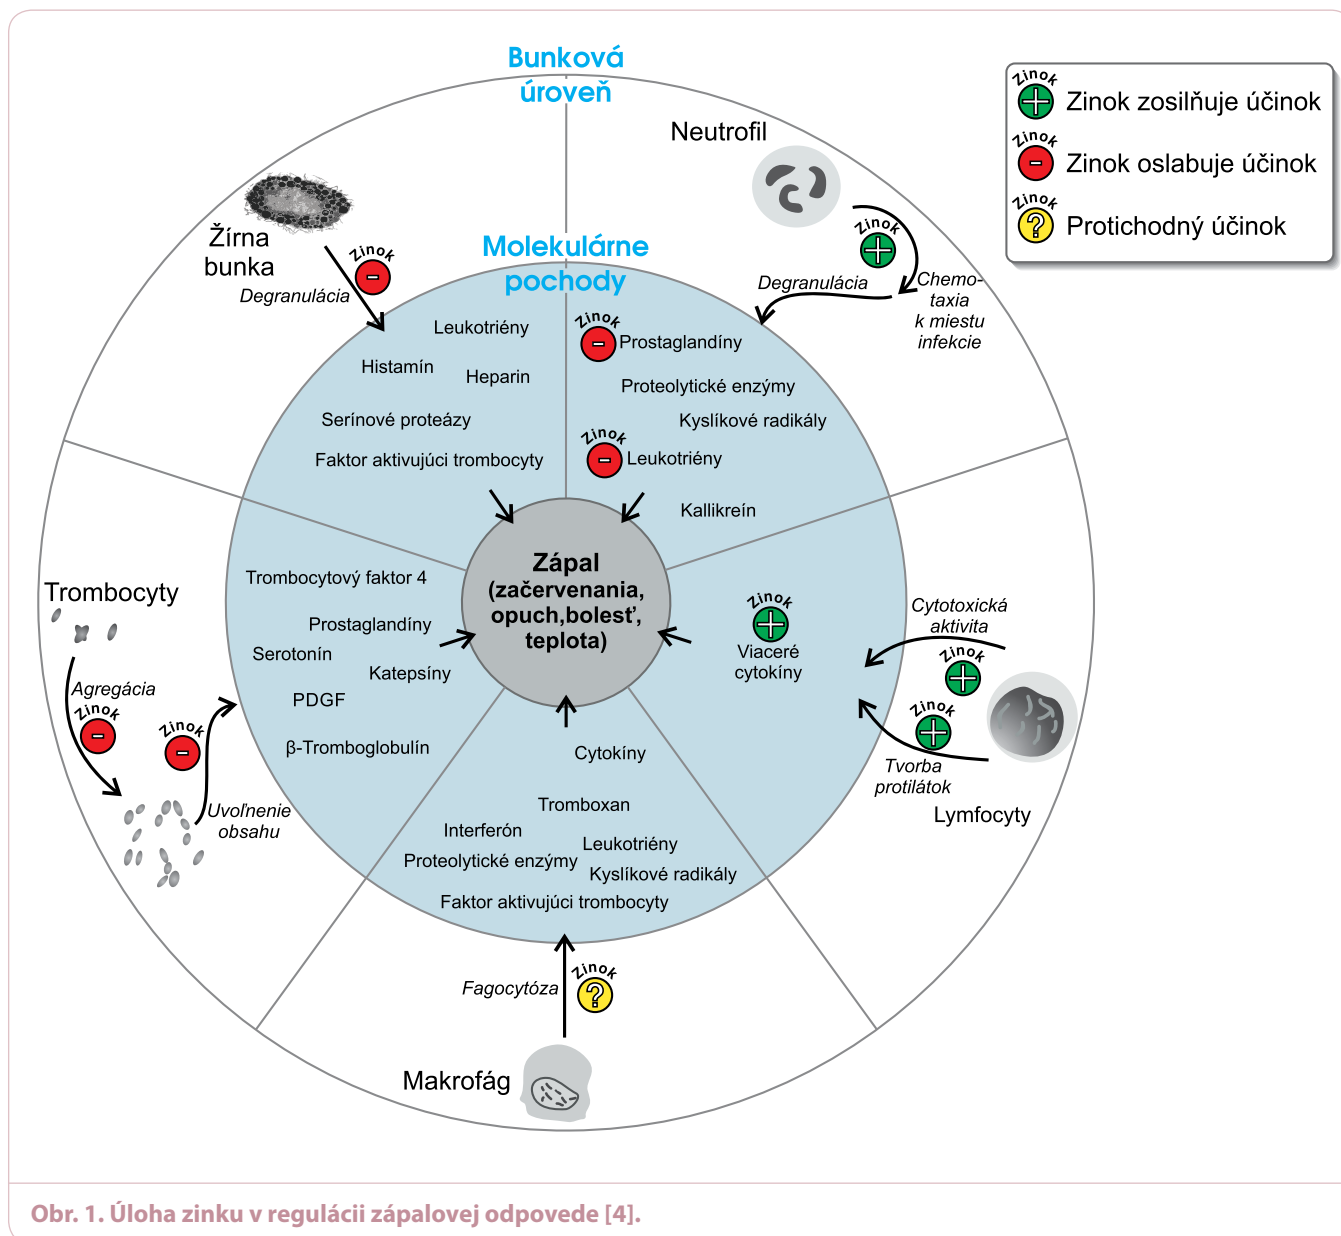 Bunková
úroveň
Zinok
Zinok zosilňuje účinok
Zinok
Zinok oslabuje účinok
Zinok
Protichodný účinok
Neutrofil
Zinok
Degranulácia
Chemo-
taxia
k miestu
infekcie
Žírna
bunka
Zinok
Degranulácia
Molekulárne
pochody
Leukotriény
Histamín
Heparin
Serínové proteázy
Faktor aktivujúci trombocyty
Zinok
Prostaglandíny
Proteolytické enzýmy
Kyslíkové radikály
Zinok
Leukotriény
Kallikreín
Zápal
(začervenania,
opuch,bolesť,
teplota)
Trombocyty
Agregácia
Zinok
Zinok
Uvoľnenie
obsahu
Trombocytový faktor 4
Prostaglandíny
Serotonín
Katepsíny
PDGF
β-Tromboglobulín
Zinok
Viaceré
cytokíny
Cytotoxická
aktivita
Zinok
Zinok
Tvorba
protilátok
Lymfocyty
Cytokíny
Tromboxan
Interferón
Leukotriény
Proteolytické enzýmy
Kyslíkové radikály
Faktor aktivujúci trombocyty
Fagocytóza
Zinok
Makrofág
Obr. 1. Úloha zinku v regulácii zápalovej odpovede [4].